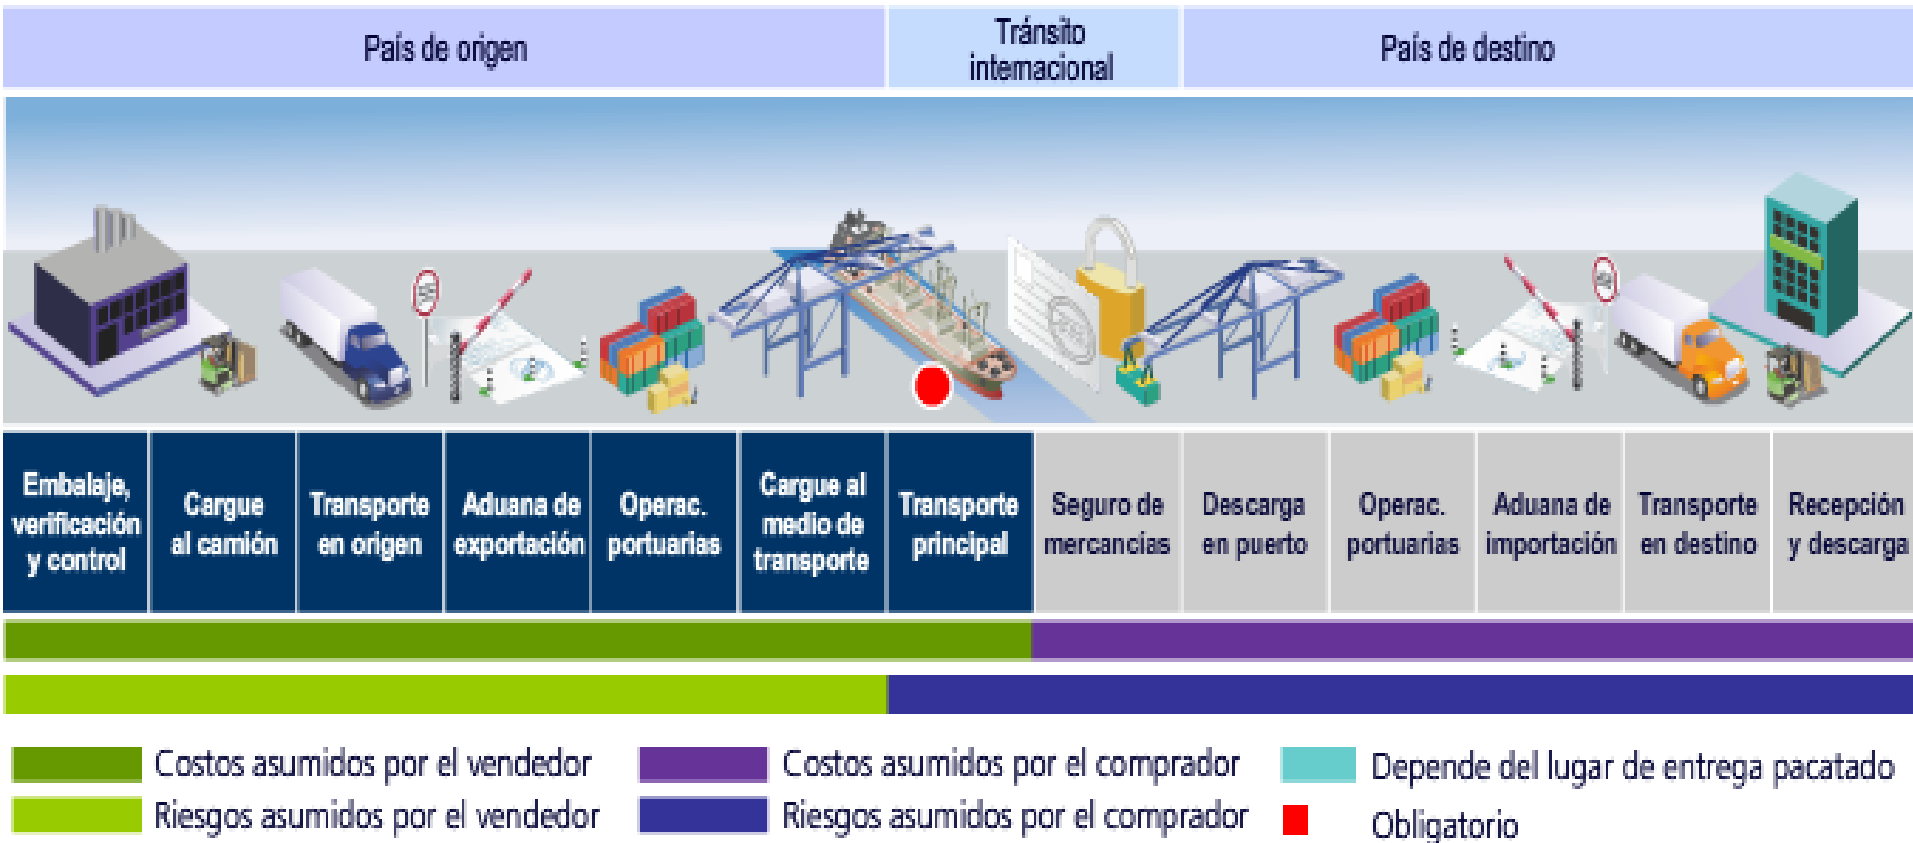 País de origen
Tránsito
internacional
País de destino
Embalaje,
verificación
y control
Cargue
al camión
Transporte
en origen
Aduana de
exportación
Operac.
portuarias
Cargue al
medio de
transporte
Transporte
principal
Seguro de
mercancías
Descarga
en puerto
Operac.
portuarias
Aduana de
importación
Transporte
en destino
Recepción
y descarga
Costos asumidos por el vendedor
Costos asumidos por el comprador
Depende del lugar de entrega pacatado
Riesgos asumidos por el vendedor
Riesgos asumidos por el comprador
Obligatorio